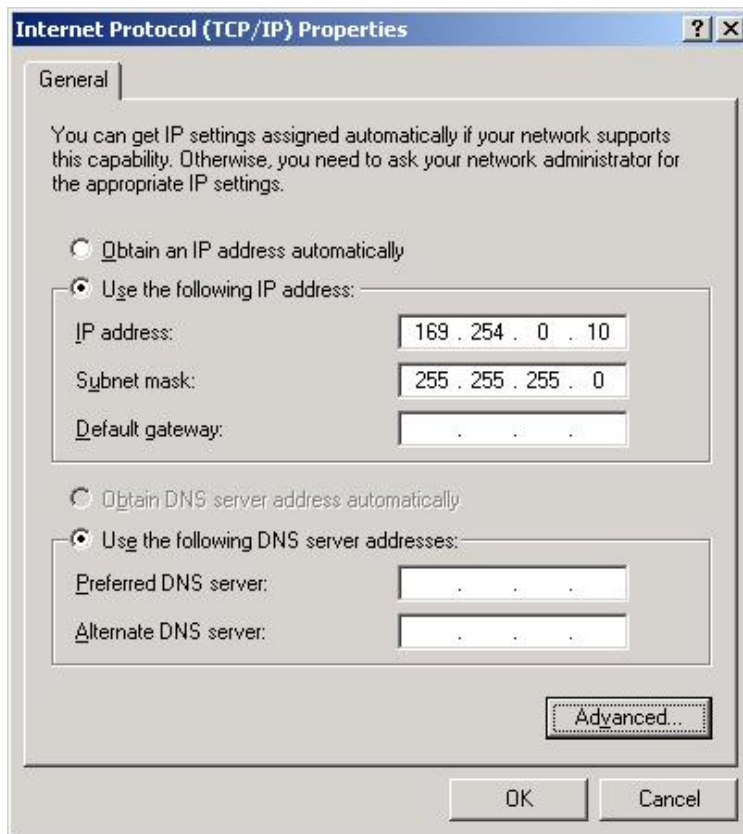 Internet Protocol (TCP/IP) Properties
General
You can get IP settings assigned automatically if your network supports
this capability. Otherwise, you need to ask your network administrator for
the appropriate IP settings.
Obtain an IP address automatically
Use the following IP address:
IP address: 169 . 254 . 0 . 10
Subnet mask: 255 . 255 . 255 . 0
Default gateway: . . .
Obtain DNS server address automatically
Use the following DNS server addresses:
Preferred DNS server: . . .
Alternate DNS server: . . .
Advanced...
OK Cancel